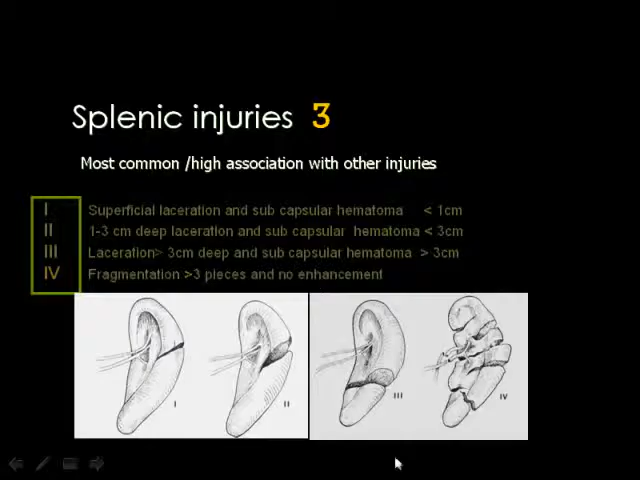 Splenic injuries 3
Most common /high association with other injuries
I Superficial laceration and sub capsular hematoma < 1cm
II 1-3 cm deep laceration and sub capsular hematoma < 3cm
III Laceration> 3cm deep and sub capsular hematoma > 3cm
IV Fragmentation >3 pieces and no enhancement
I II III IV